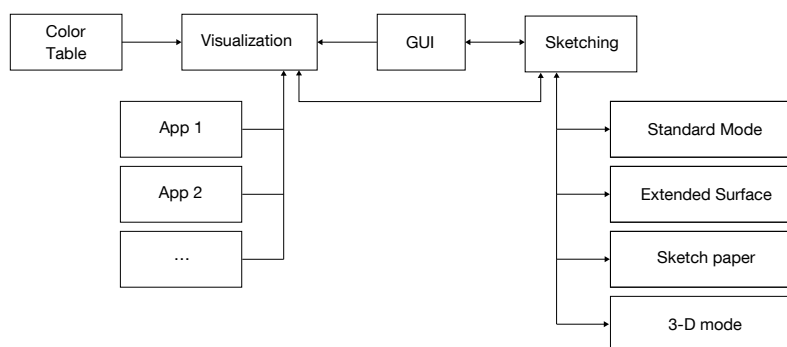 Color
Table
Visualization
GUI
Sketching
App 1
Standard Mode
App 2
Extended Surface
...
Sketch paper
3-D mode